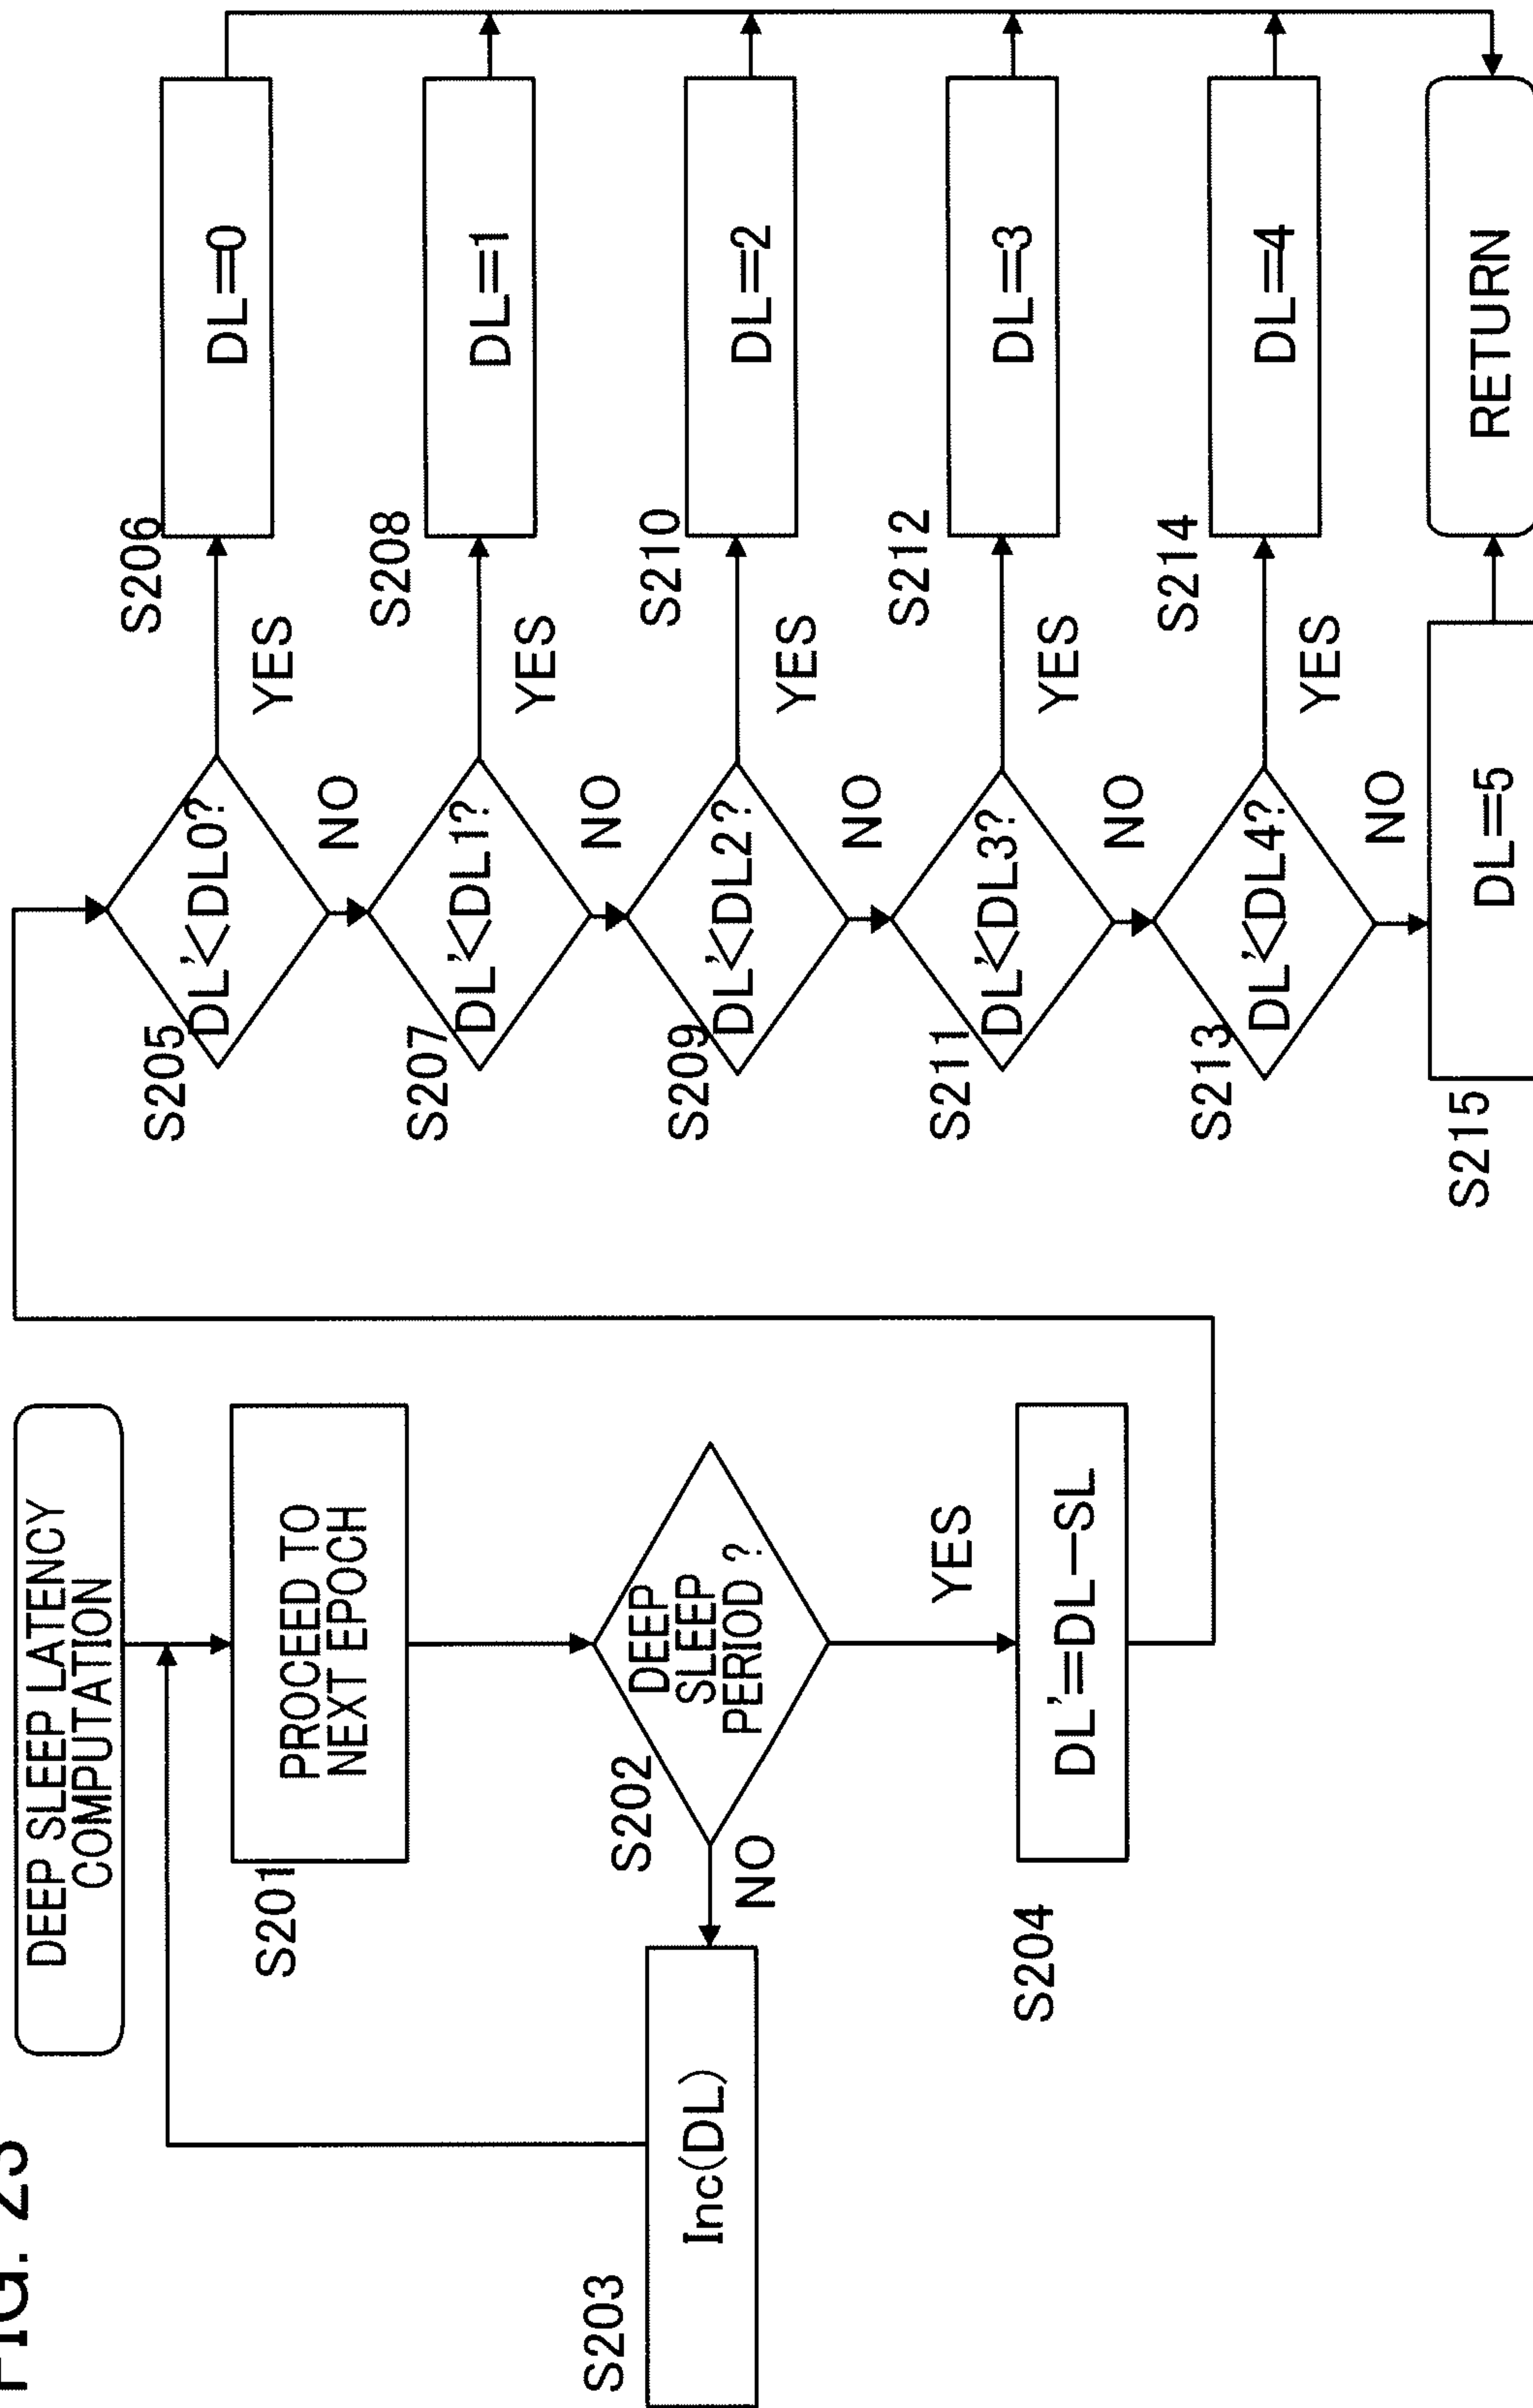 FIG. 23
DEEP SLEEP LATENCY
COMPUTATION
S201
PROCEED TO
NEXT EPOCH
S202
DEEP
SLEEP
PERIOD ?
NO
YES
S203
Inc(DL)
S204
DL'=DL-SL
S205
DL'<DL0?
YES
NO
S206
DL=0
S207
DL'<DL1?
YES
NO
S208
DL=1
S209
DL'<DL2?
YES
NO
S210
DL=2
S211
DL'<DL3?
YES
NO
S212
DL=3
S213
DL'<DL4?
YES
NO
S214
DL=4
S215
DL=5
RETURN